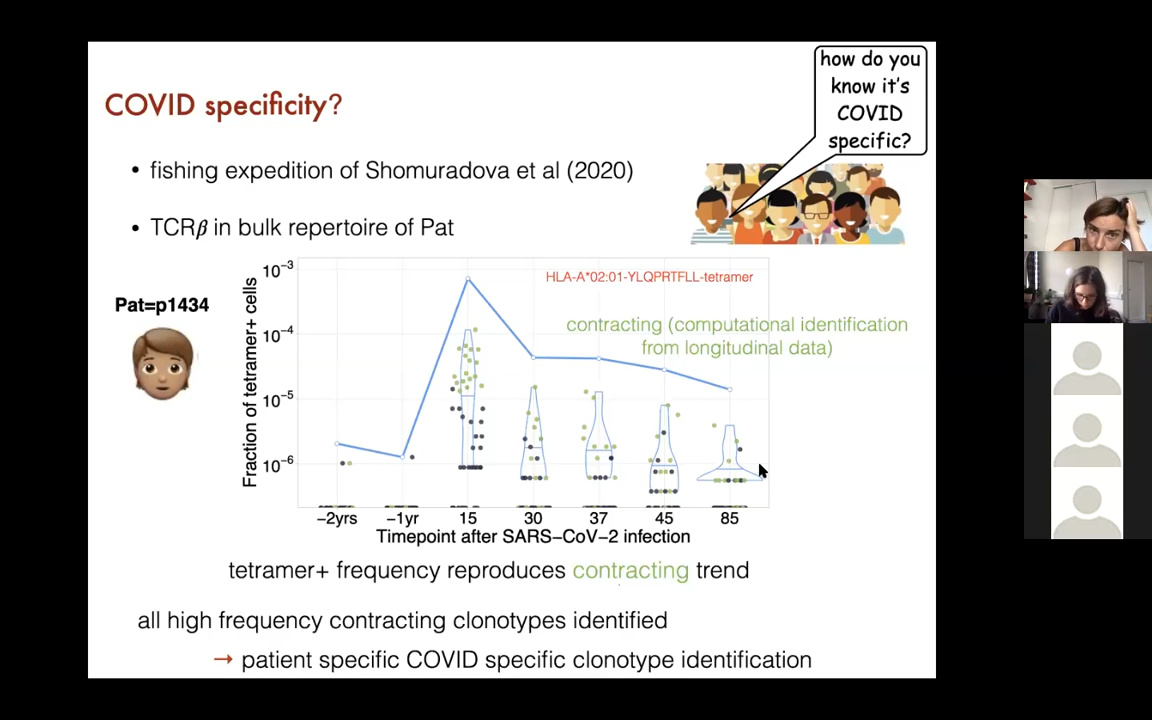 how do you
know it's
COVID
specific?
COVID specificity?
• fishing expedition of Shomuradova et al (2020)
• TCRβ in bulk repertoire of Pat
Pat=p1434
Fraction of tetramer+ cells
10⁻³
10⁻⁴
10⁻⁵
10⁻⁶
HLA-A*02:01-YLQPRTFLL-tetramer
contracting (computational identification
from longitudinal data)
−2yrs −1yr 15 30 37 45 85
Timepoint after SARS−CoV−2 infection
tetramer+ frequency reproduces contracting trend
all high frequency contracting clonotypes identified
→ patient specific COVID specific clonotype identification